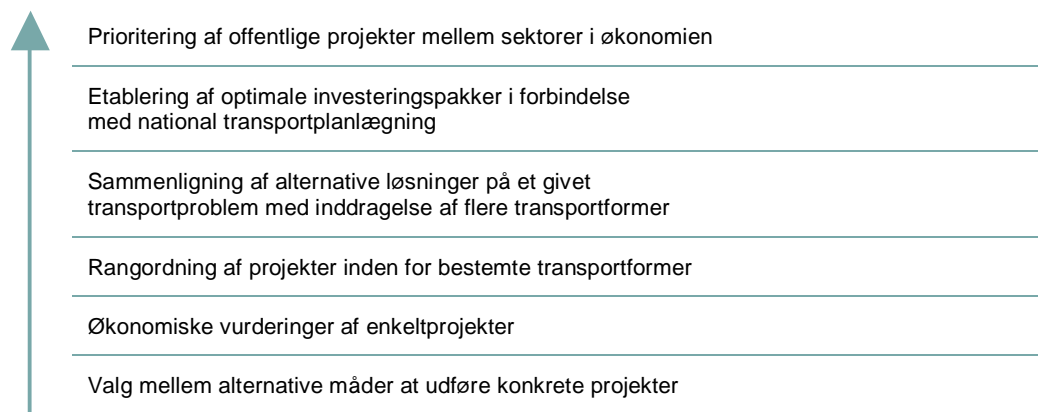 Prioritering af offentlige projekter mellem sektorer i økonomien
Etablering af optimale investeringspakker i forbindelse
med national transportplanlægning
Sammenligning af alternative løsninger på et givet
transportproblem med inddragelse af flere transportformer
Rangordning af projekter inden for bestemte transportformer
Økonomiske vurderinger af enkeltprojekter
Valg mellem alternative måder at udføre konkrete projekter